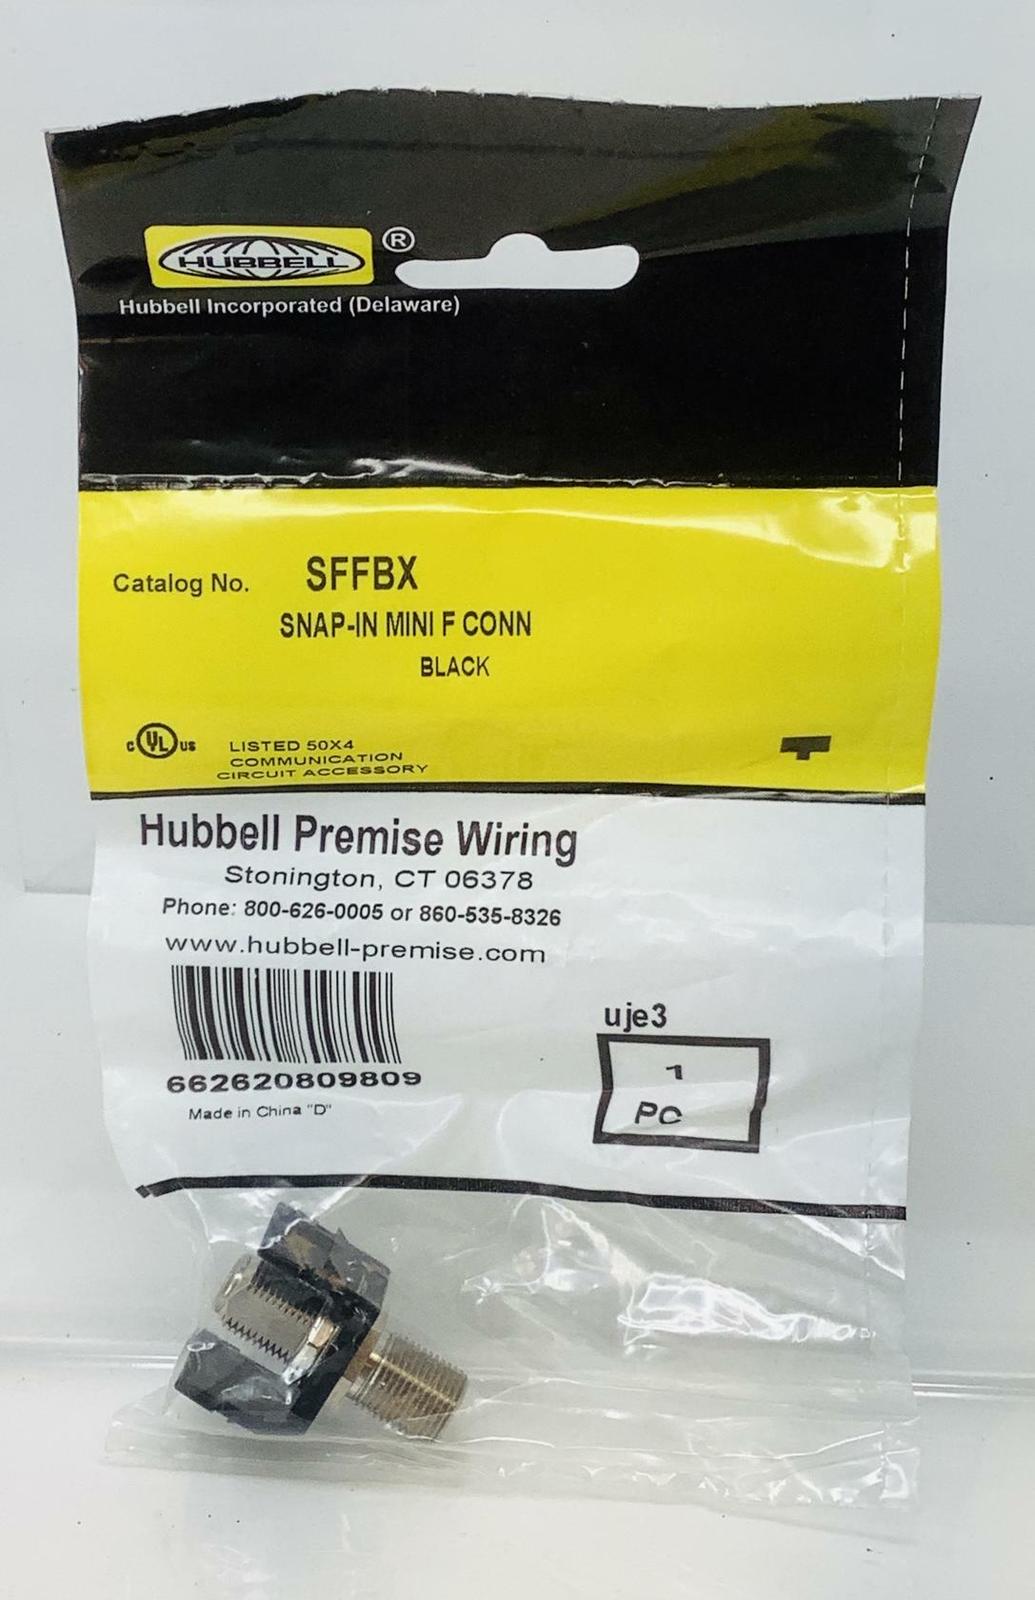 HUBBELL ®
Hubbell Incorporated (Delaware)
Catalog No. SFFBX
SNAP-IN MINI F CONN
BLACK
C UL US
LISTED 50X4
COMMUNICATION
CIRCUIT ACCESSORY
Hubbell Premise Wiring
Stonington, CT 06378
Phone: 800-626-0005 or 860-535-8326
www.hubbell-premise.com
662620809809
Made in China "D"
uje3
1
PC